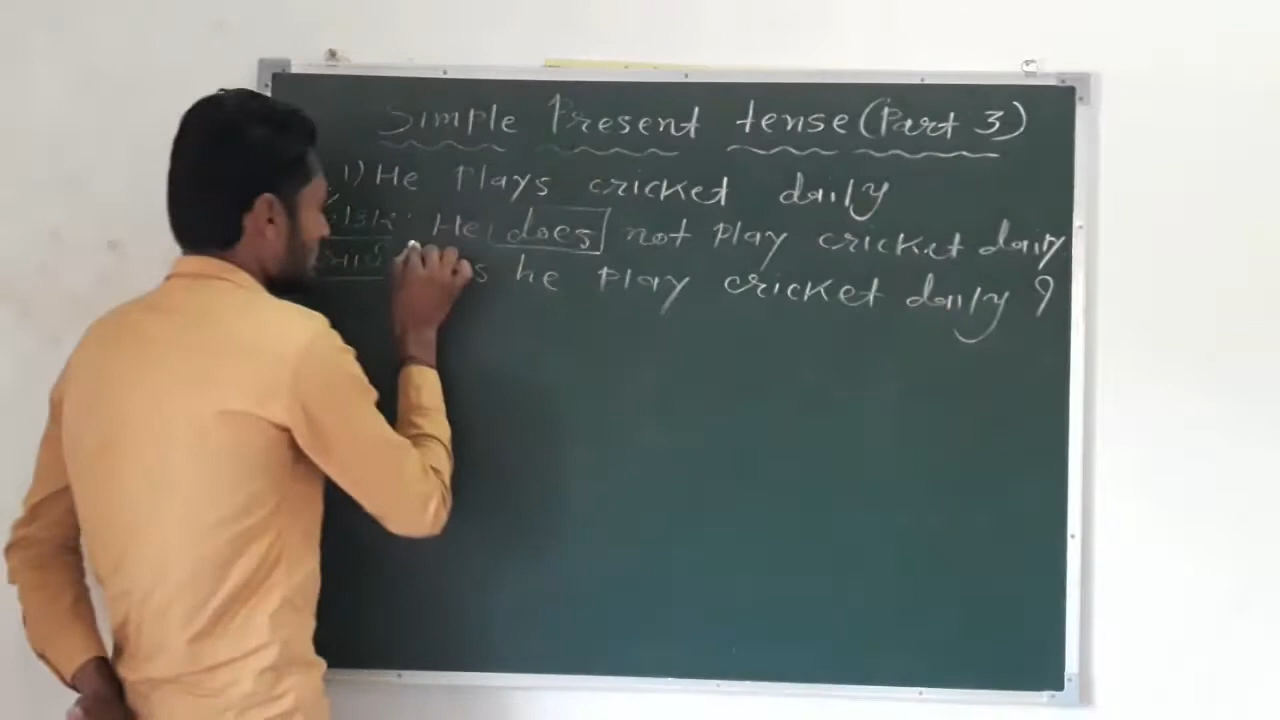 Simple Present tense (Part 3)
1) He plays cricket daily
He does not play cricket daily
he play cricket daily ?